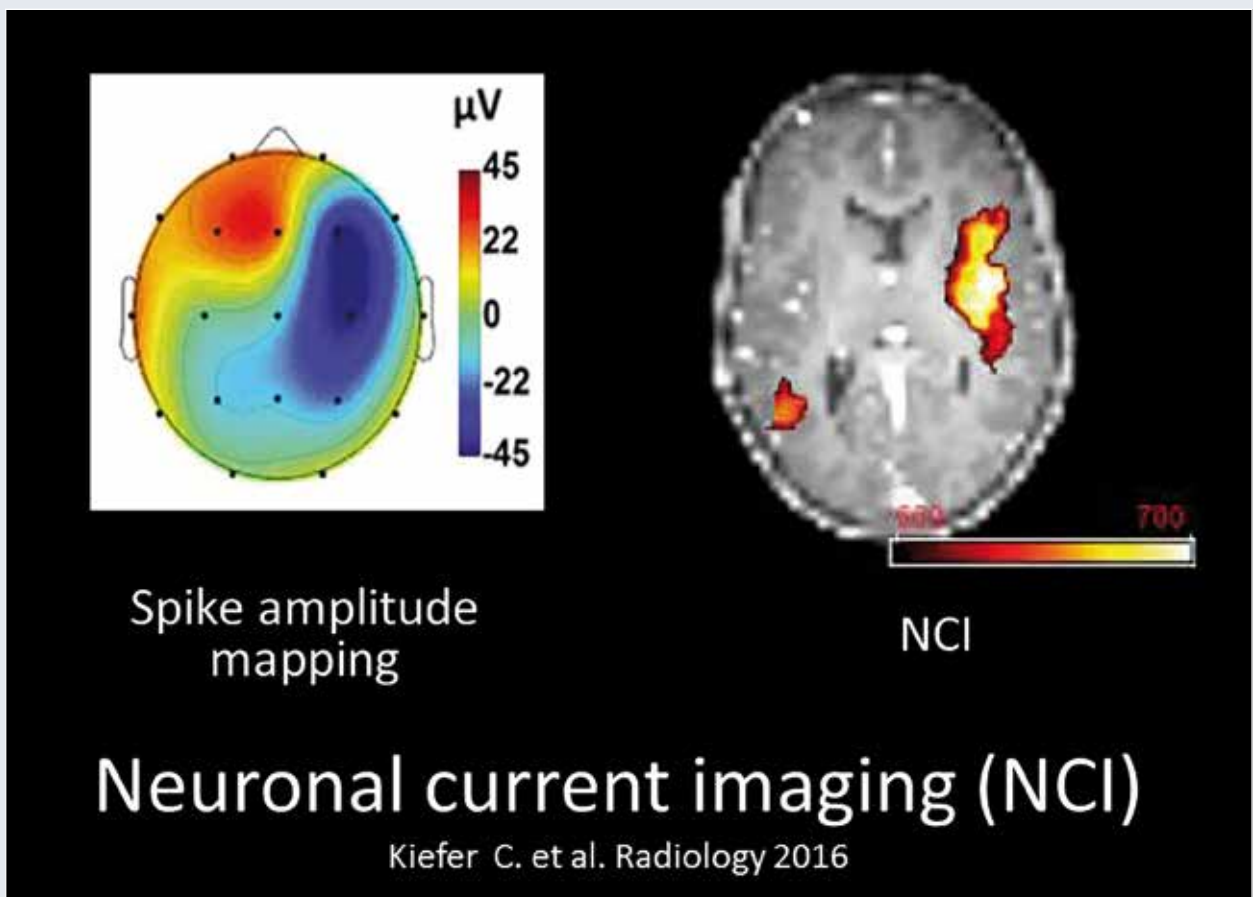 µV
45
22
0
-22
-45
700
Spike amplitude
mapping
NCI
Neuronal current imaging (NCI)
Kiefer C. et al. Radiology 2016